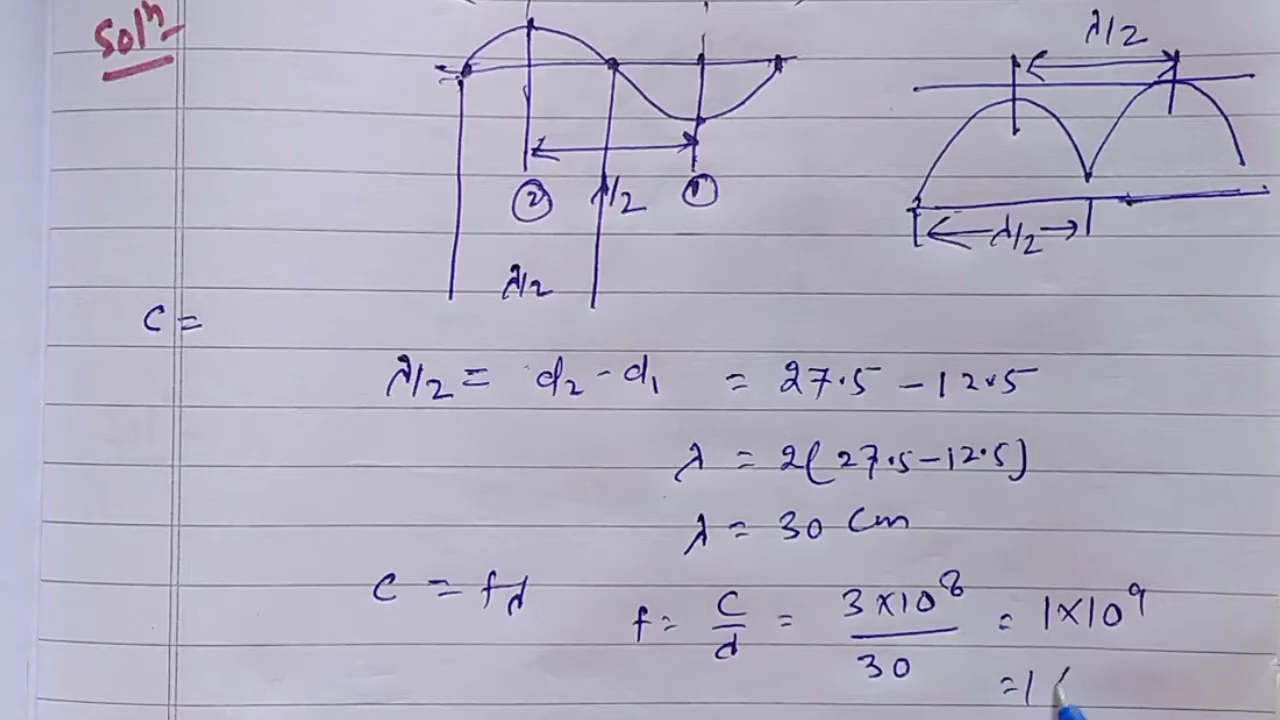 Solⁿ
λ/2
② λ/2 ①
λ/2
λ/2
C =
λ/2 = d₂ - d₁ = 27.5 - 12.5
λ = 2(27.5 - 12.5)
λ = 30 Cm
C = fλ
f = C/λ = 3 × 10⁸/30 = 1 × 10⁹
= 1